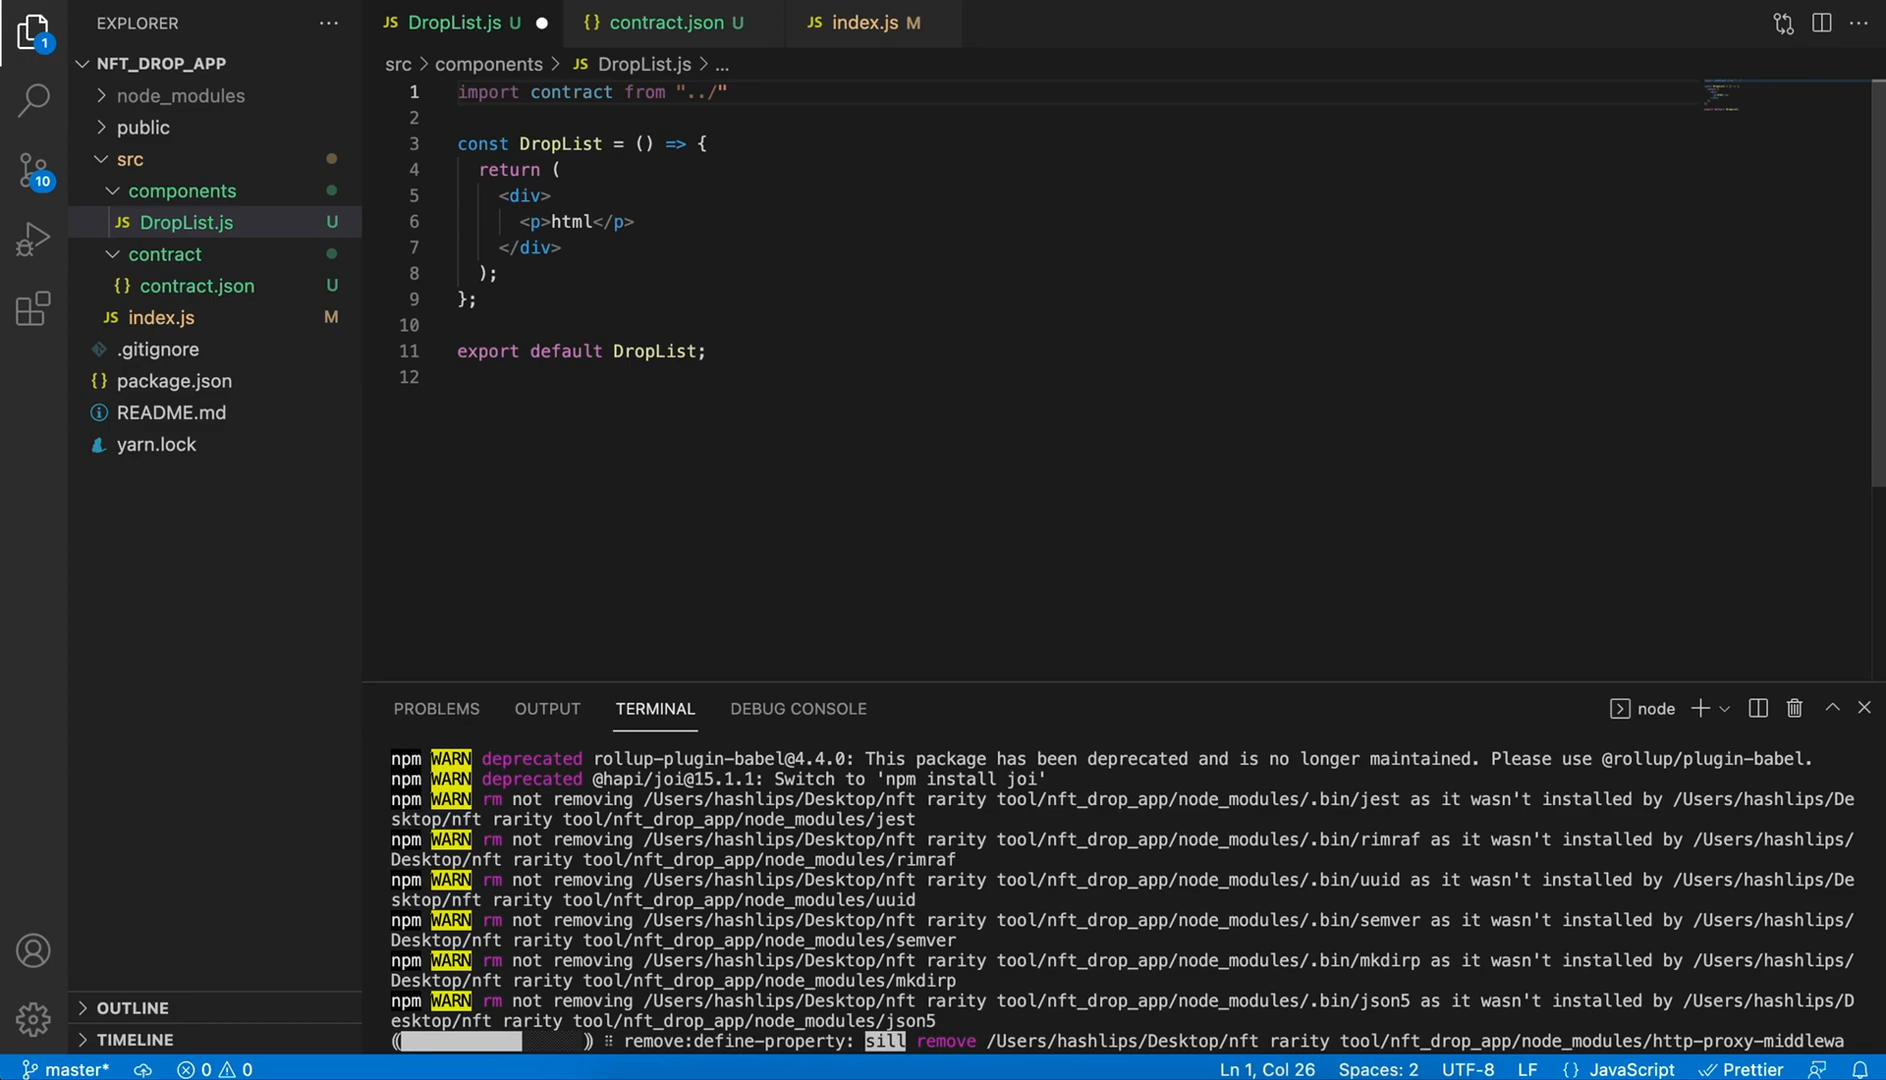 EXPLORER
1
NFT_DROP_APP
node_modules
public
src
components
JS DropList.js U
contract
{} contract.json U
JS index.js M
.gitignore
{} package.json
README.md
yarn.lock
10
OUTLINE
TIMELINE
JS DropList.js U
{} contract.json U
JS index.js M
src > components > JS DropList.js > ...
1 import contract from "../"
2
3 const DropList = () => {
4 return (
5 <div>
6 <p>html</p>
7 </div>
8 );
9 };
10
11 export default DropList;
12
PROBLEMS OUTPUT TERMINAL DEBUG CONSOLE
node
npm WARN deprecated rollup-plugin-babel@4.4.0: This package has been deprecated and is no longer maintained. Please use @rollup/plugin-babel.
npm WARN deprecated @hapi/joi@15.1.1: Switch to 'npm install joi'
npm WARN rm not removing /Users/hashlips/Desktop/nft rarity tool/nft_drop_app/node_modules/.bin/jest as it wasn't installed by /Users/hashlips/De
sktop/nft rarity tool/nft_drop_app/node_modules/jest
npm WARN rm not removing /Users/hashlips/Desktop/nft rarity tool/nft_drop_app/node_modules/.bin/rimraf as it wasn't installed by /Users/hashlips/
Desktop/nft rarity tool/nft_drop_app/node_modules/rimraf
npm WARN rm not removing /Users/hashlips/Desktop/nft rarity tool/nft_drop_app/node_modules/.bin/uuid as it wasn't installed by /Users/hashlips/De
sktop/nft rarity tool/nft_drop_app/node_modules/uuid
npm WARN rm not removing /Users/hashlips/Desktop/nft rarity tool/nft_drop_app/node_modules/.bin/semver as it wasn't installed by /Users/hashlips/
Desktop/nft rarity tool/nft_drop_app/node_modules/semver
npm WARN rm not removing /Users/hashlips/Desktop/nft rarity tool/nft_drop_app/node_modules/.bin/mkdirp as it wasn't installed by /Users/hashlips/
Desktop/nft rarity tool/nft_drop_app/node_modules/mkdirp
npm WARN rm not removing /Users/hashlips/Desktop/nft rarity tool/nft_drop_app/node_modules/.bin/json5 as it wasn't installed by /Users/hashlips/D
esktop/nft rarity tool/nft_drop_app/node_modules/json5
remove:define-property: sill remove /Users/hashlips/Desktop/nft rarity tool/nft_drop_app/node_modules/http-proxy-middlewa
master* 0 0 Ln 1, Col 26 Spaces: 2 UTF-8 LF {} JavaScript Prettier